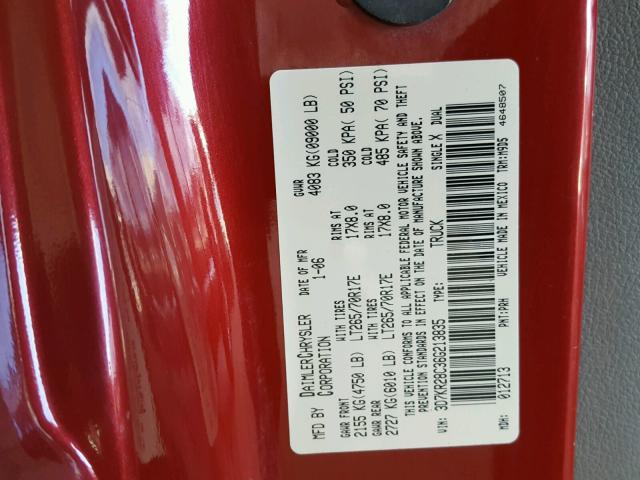 MFD BY DAIMLERCHRYSLER CORPORATION DATE OF MFR 1-06 GVWR 4083 KG(09000 LB)
GAWR FRONT WITH TIRES RIMS AT COLD
2155 KG(4750 LB) LT265/70R17E 17X8.0 350 KPA( 50 PSI)
GAWR REAR WITH TIRES RIMS AT COLD
2727 KG(6010 LB) LT265/70R17E 17X8.0 485 KPA( 70 PSI)
THIS VEHICLE CONFORMS TO ALL APPLICABLE FEDERAL MOTOR VEHICLE SAFETY AND THEFT
PREVENTION STANDARDS IN EFFECT ON THE DATE OF MANUFACTURE SHOWN ABOVE.
VIN: 3D7KR28C36G213835 TYPE: TRUCK SINGLE X DUAL
MDH: 012713 PNT:PRH VEHICLE MADE IN MEXICO TRM:M9D5 4648507